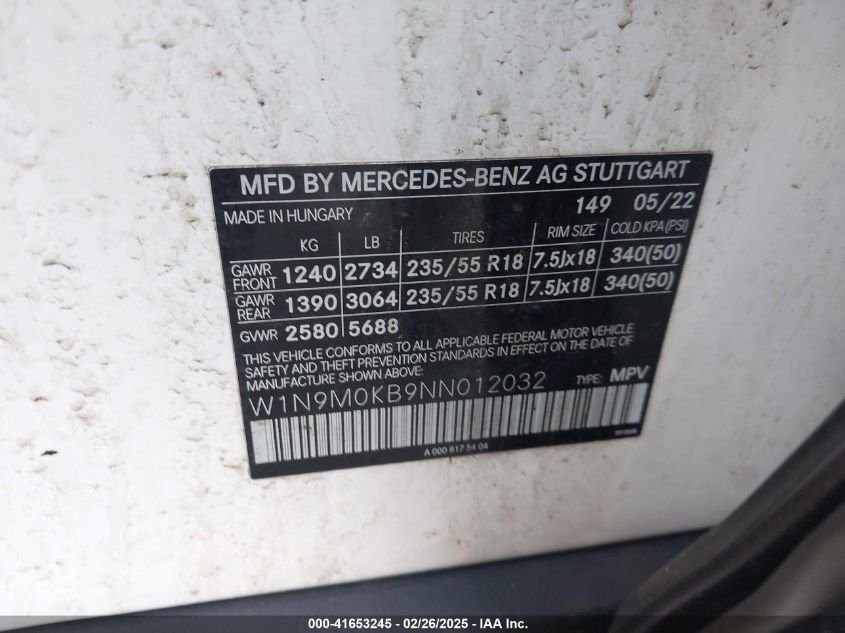 MFD BY MERCEDES-BENZ AG STUTTGART
MADE IN HUNGARY 149 05/22
KG LB TIRES RIM SIZE COLD KPA (PSI)
GAWR FRONT 1240 2734 235/55 R18 7.5Jx18 340(50)
GAWR REAR 1390 3064 235/55 R18 7.5Jx18 340(50)
GVWR 2580 5688
THIS VEHICLE CONFORMS TO ALL APPLICABLE FEDERAL MOTOR VEHICLE
SAFETY AND THEFT PREVENTION STANDARDS IN EFFECT ON THE DATE OF
MANUFACTURE SHOWN ABOVE:
W1N9M0KB9NN012032 TYPE: MPV
A 000 817 54 04
000-41653245 - 02/26/2025 - IAA Inc.